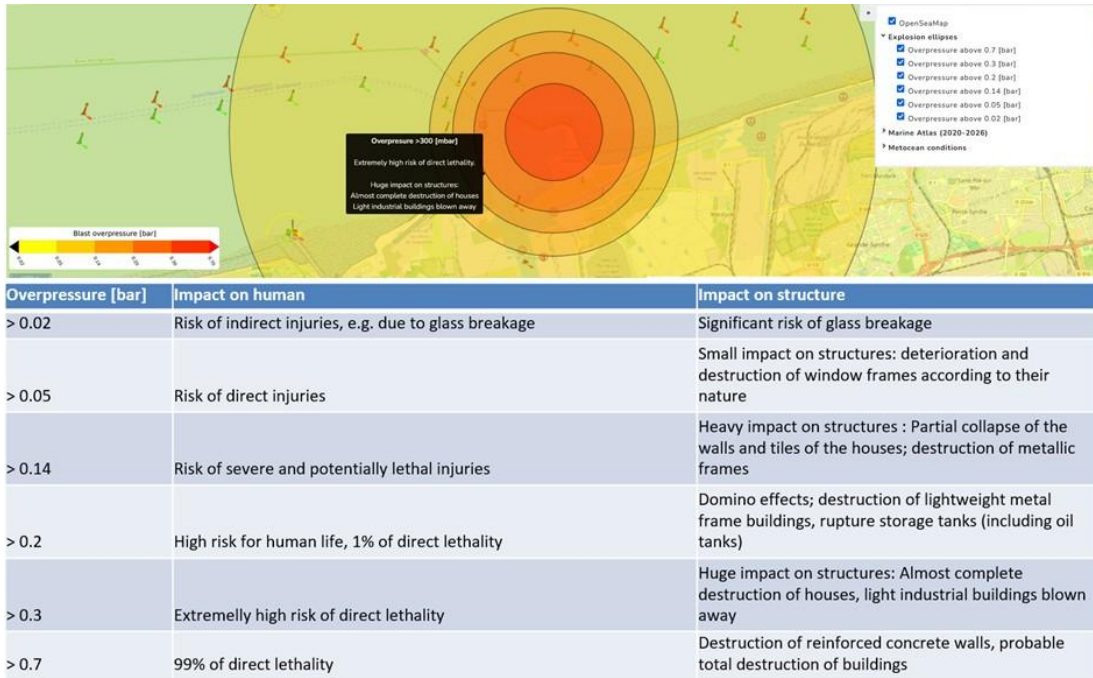 OpenSeaMap
Explosion ellipses
Overpressure above 0.7 [bar]
Overpressure above 0.3 [bar]
Overpressure above 0.2 [bar]
Overpressure above 0.14 [bar]
Overpressure above 0.05 [bar]
Overpressure above 0.02 [bar]
Marine Atlas (2020-2026)
Metocean conditions
Overpresure >300 [mbar]
Extremely high risk of direct lethality.
Huge impact on structures:
Almost complete destruction of houses
Light industrial buildings blown away
Blast overpressure [bar]
Overpressure [bar] Impact on human Impact on structure
> 0.02 Risk of indirect injuries, e.g. due to glass breakage Significant risk of glass breakage
Small impact on structures: deterioration and
destruction of window frames according to their
> 0.05 Risk of direct injuries nature
Heavy impact on structures : Partial collapse of the
walls and tiles of the houses; destruction of metallic
> 0.14 Risk of severe and potentially lethal injuries frames
Domino effects; destruction of lightweight metal
frame buildings, rupture storage tanks (including oil
> 0.2 High risk for human life, 1% of direct lethality tanks)
Huge impact on structures: Almost complete
destruction of houses, light industrial buildings blown
> 0.3 Extremelly high risk of direct lethality away
Destruction of reinforced concrete walls, probable
> 0.7 99% of direct lethality total destruction of buildings